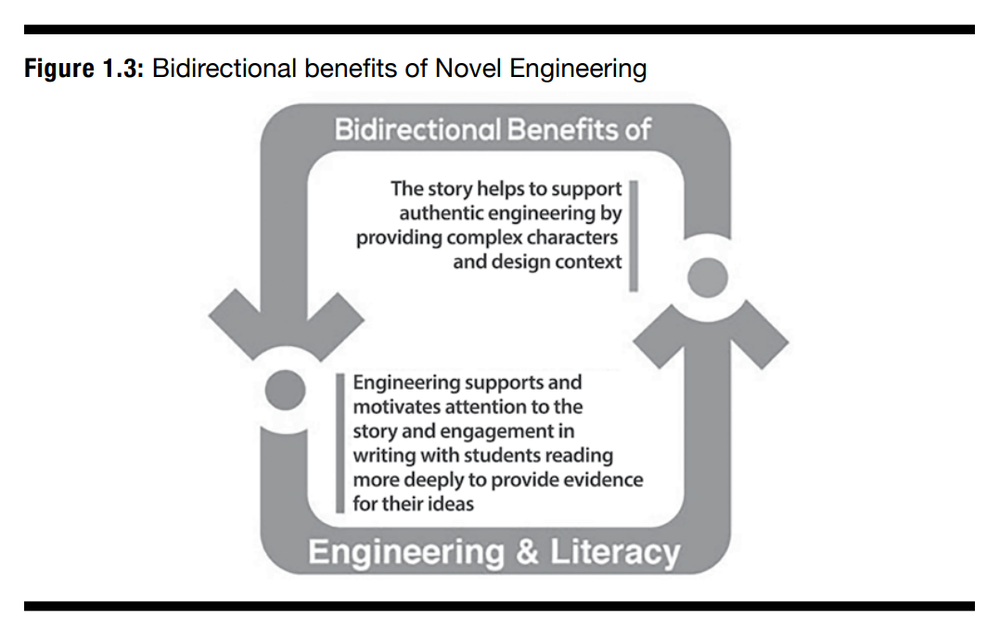 Figure 1.3: Bidirectional benefits of Novel Engineering
Bidirectional Benefits of
The story helps to support
authentic engineering by
providing complex characters
and design context
Engineering supports and
motivates attention to the
story and engagement in
writing with students reading
more deeply to provide evidence
for their ideas
Engineering & Literacy